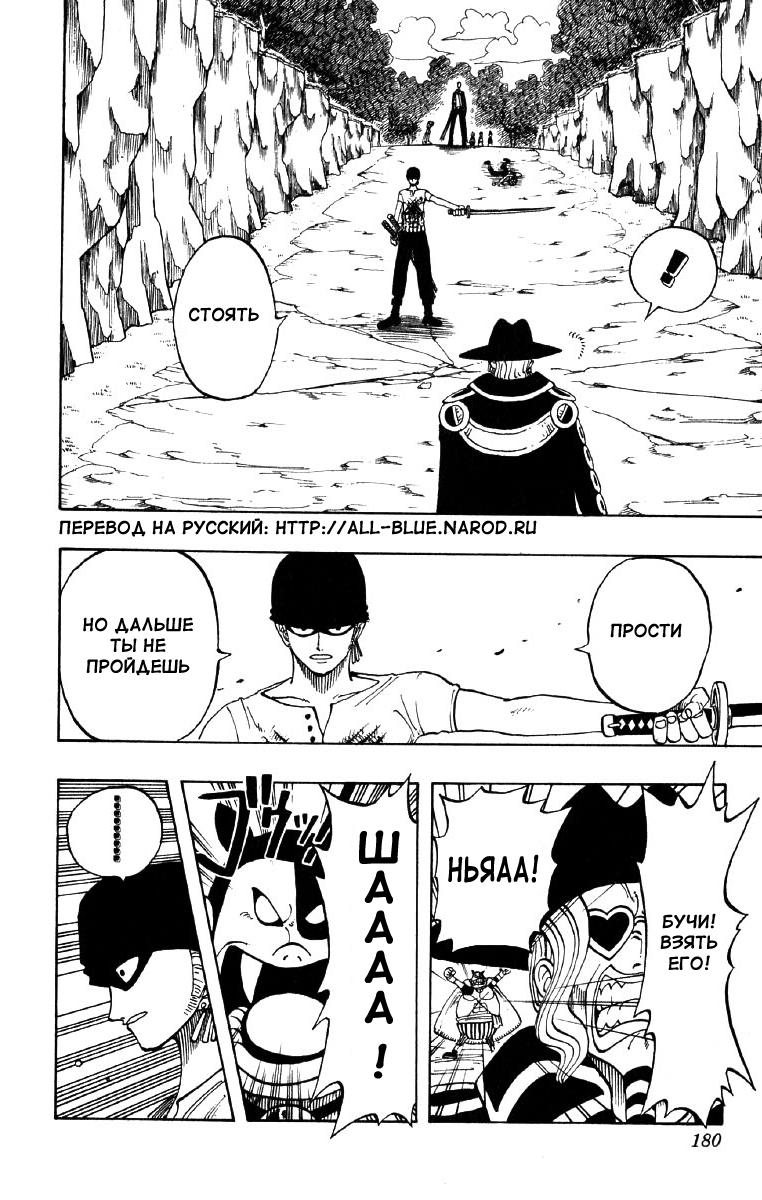 !
СТОЯТЬ
ПЕРЕВОД НА РУССКИЙ: HTTP://ALL-BLUE.NAROD.RU
ПРОСТИ
НО ДАЛЬШЕ
ТЫ НЕ
ПРОЙДЕШЬ
БУЧИ!
ВЗЯТЬ
ЕГО!
НЬЯАА!
ШАААА!
180